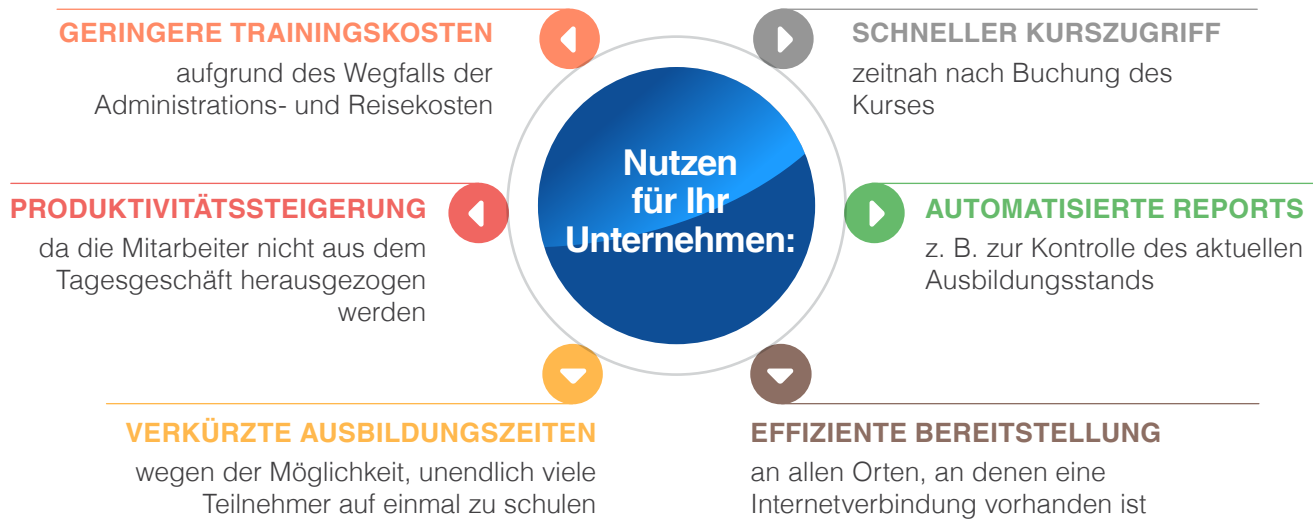 GERINGERE TRAININGSKOSTEN
aufgrund des Wegfalls der
Administrations- und Reisekosten
SCHNELLER KURSZUGRIFF
zeitnah nach Buchung des
Kurses
Nutzen
für Ihr
Unternehmen:
PRODUKTIVITÄTSSTEIGERUNG
da die Mitarbeiter nicht aus dem
Tagesgeschäft herausgezogen
werden
AUTOMATISIERTE REPORTS
z. B. zur Kontrolle des aktuellen
Ausbildungsstands
VERKÜRZTE AUSBILDUNGSZEITEN
wegen der Möglichkeit, unendlich viele
Teilnehmer auf einmal zu schulen
EFFIZIENTE BEREITSTELLUNG
an allen Orten, an denen eine
Internetverbindung vorhanden ist